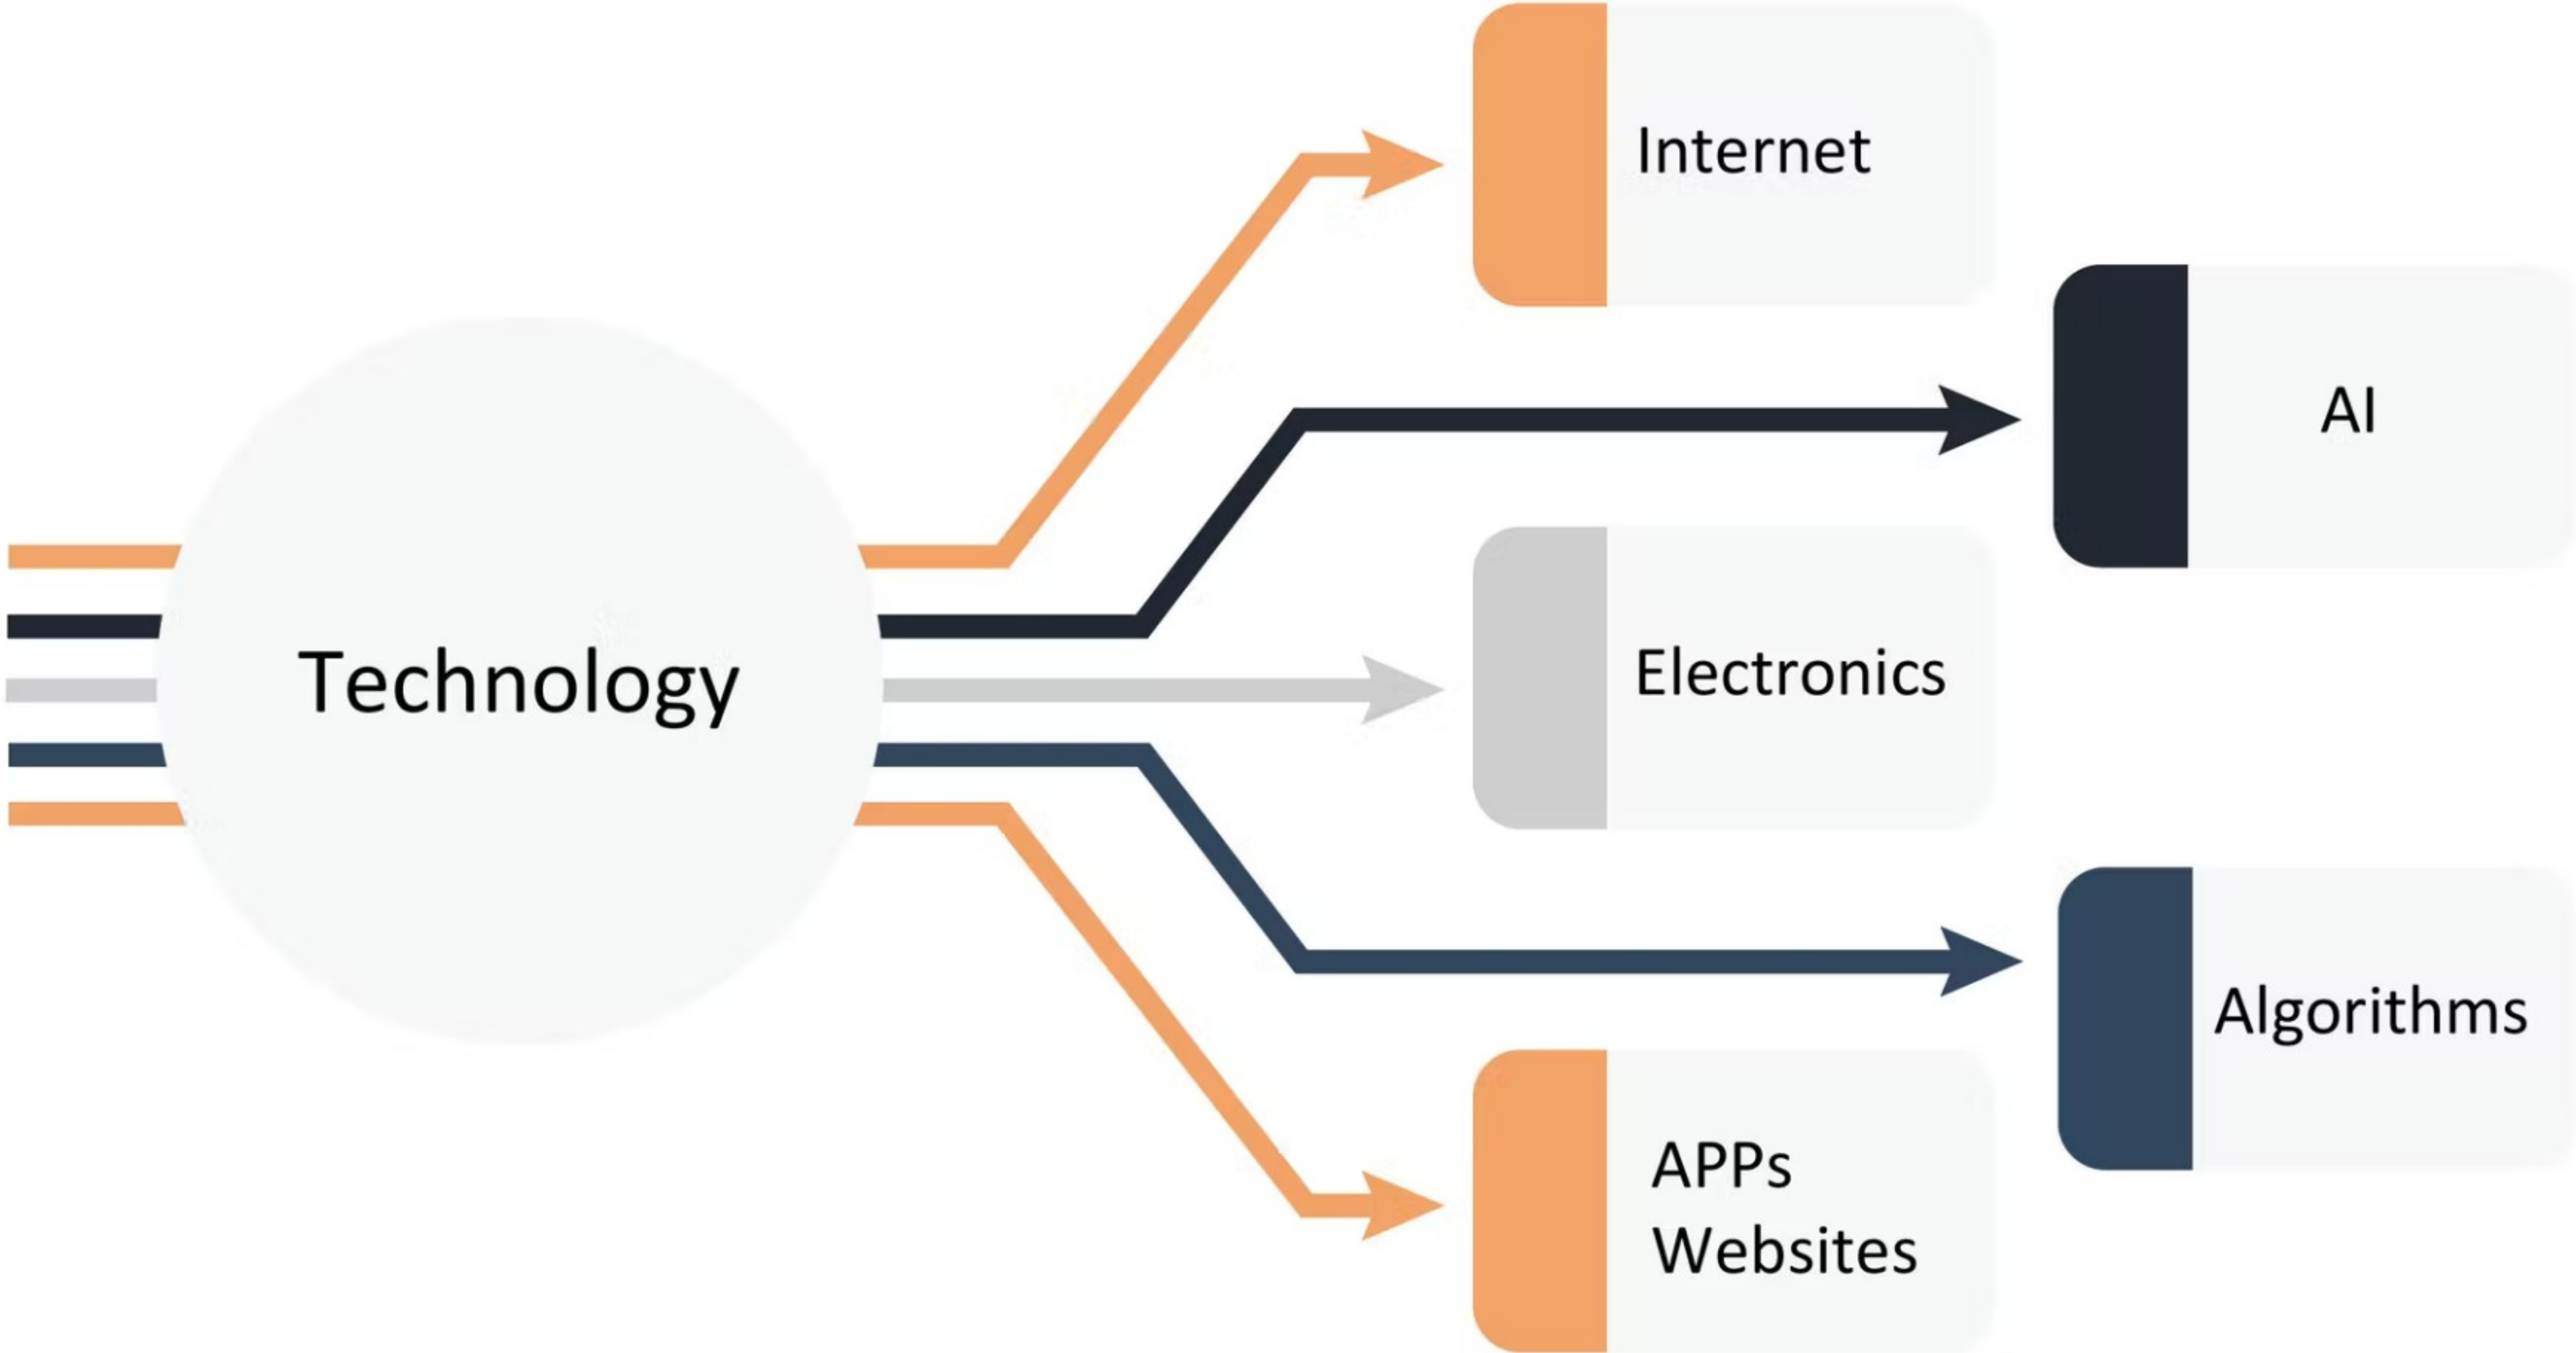 Technology
Internet
AI
Electronics
Algorithms
APPs
Websites